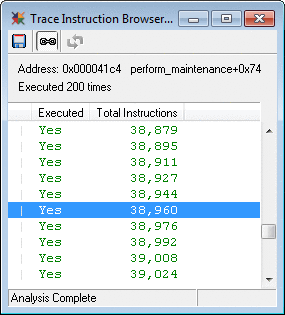 Trace Instruction Browser...
Address: 0x000041c4 perform_maintenance+0x74
Executed 200 times
Executed Total Instructions
Yes 38,879
Yes 38,895
Yes 38,911
Yes 38,927
Yes 38,944
Yes 38,960
Yes 38,976
Yes 38,992
Yes 39,008
Yes 39,024
Analysis Complete